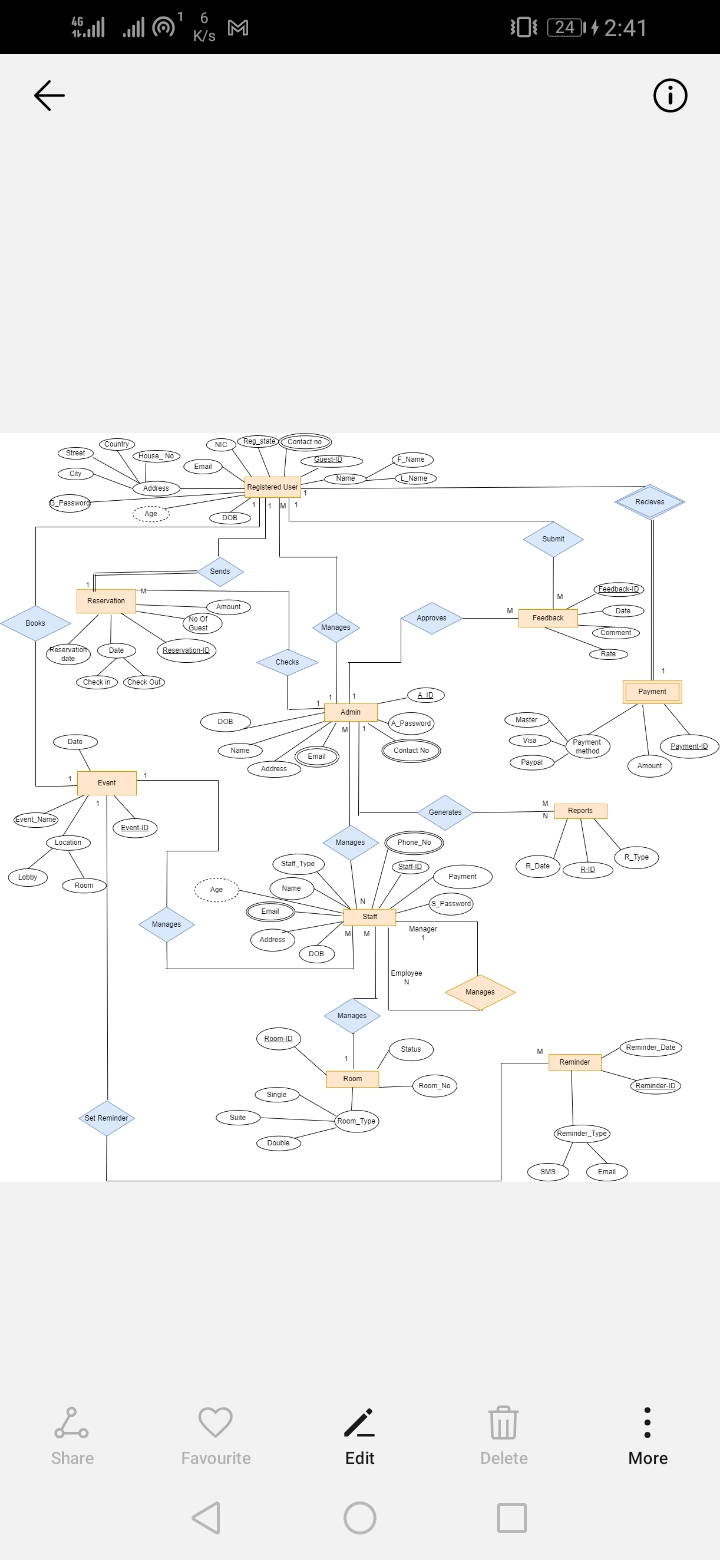 4G
1
6
K/s
24
2:41
Country
Street
House_ No
City
Address
NIC
Reg_state
Contact no
Email
Guest-ID
F_Name
Name
L_Name
Registered User
1
Age
DOB
1
1
M
1
Recieves
Submit
Sends
1
M
Reservation
Amount
No Of
Guest
Reservation
date
Date
Reservation-ID
Check in
Check Out
Books
Manages
Checks
Approves
M
M
Feedback
Feedback-ID
Date
Comment
Rate
1
Payment
Master
Visa
Paypal
Payment
method
Amount
Payment-ID
1
1
1
Admin
A_ID
A_Password
Contact No
DOB
Name
Address
Email
M
1
Date
1
Event
1
1
Event_Name
Event-ID
Location
Lobby
Room
Generates
M
N
Reports
R_Date
R-ID
R_Type
Manages
Phone_No
Staff_Type
Staff-ID
Age
Name
Payment
Email
N
S_Password
Staff
Address
DOB
M
M
Manager
1
Manages
Employee
N
Manages
Manages
1
Room-ID
Status
Room
Room_No
Single
Suite
Double
Room_Type
M
Reminder
Reminder_Date
Reminder-ID
Reminder_Type
SMS
Email
Set Reminder
Share
Favourite
Edit
Delete
More